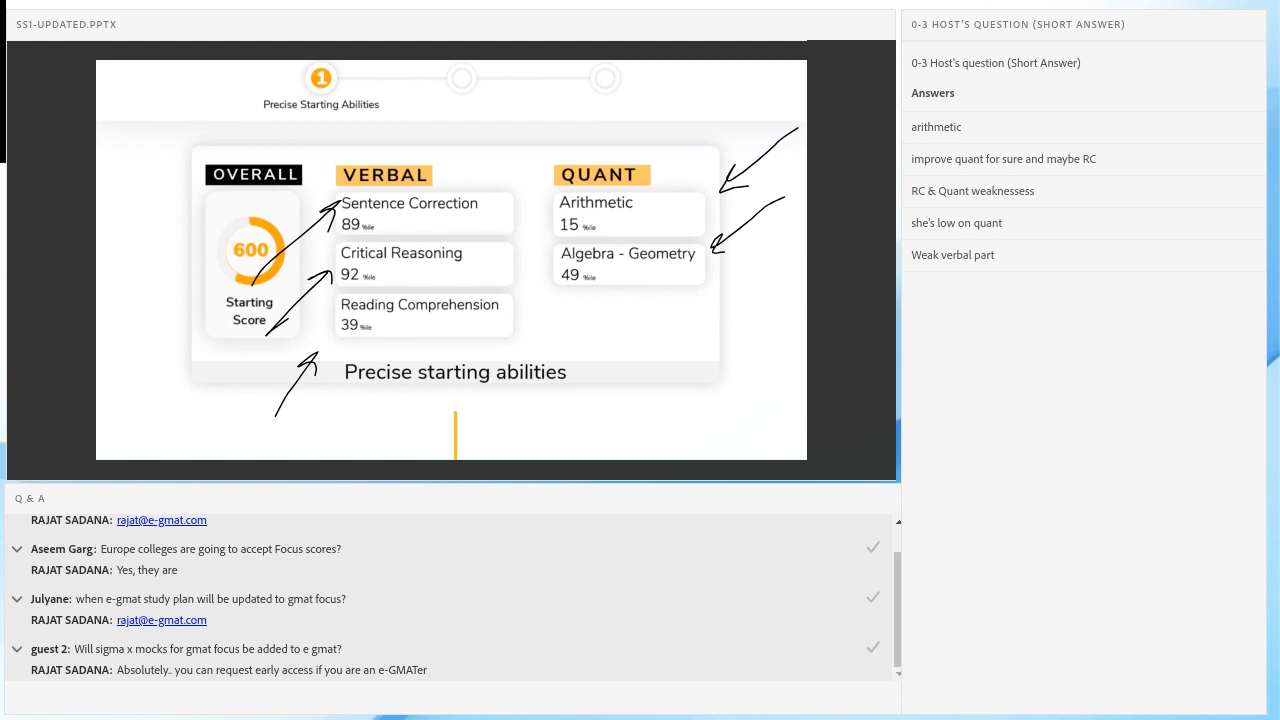 SS1-UPDATED.PPTX
1
Precise Starting Abilities
OVERALL
600
Starting
Score
VERBAL
Sentence Correction
89 %ile
Critical Reasoning
92 %ile
Reading Comprehension
39 %ile
QUANT
Arithmetic
15 %ile
Algebra - Geometry
49 %ile
Precise starting abilities
Q & A
RAJAT SADANA: rajat@e-gmat.com
Aseem Garg: Europe colleges are going to accept Focus scores?
RAJAT SADANA: Yes, they are
Julyane: when e-gmat study plan will be updated to gmat focus?
RAJAT SADANA: rajat@e-gmat.com
guest 2: Will sigma x mocks for gmat focus be added to e gmat?
RAJAT SADANA: Absolutely.. you can request early access if you are an e-GMATer
0-3 HOST'S QUESTION (SHORT ANSWER)
0-3 Host's question (Short Answer)
Answers
arithmetic
improve quant for sure and maybe RC
RC & Quant weaknessess
she's low on quant
Weak verbal part